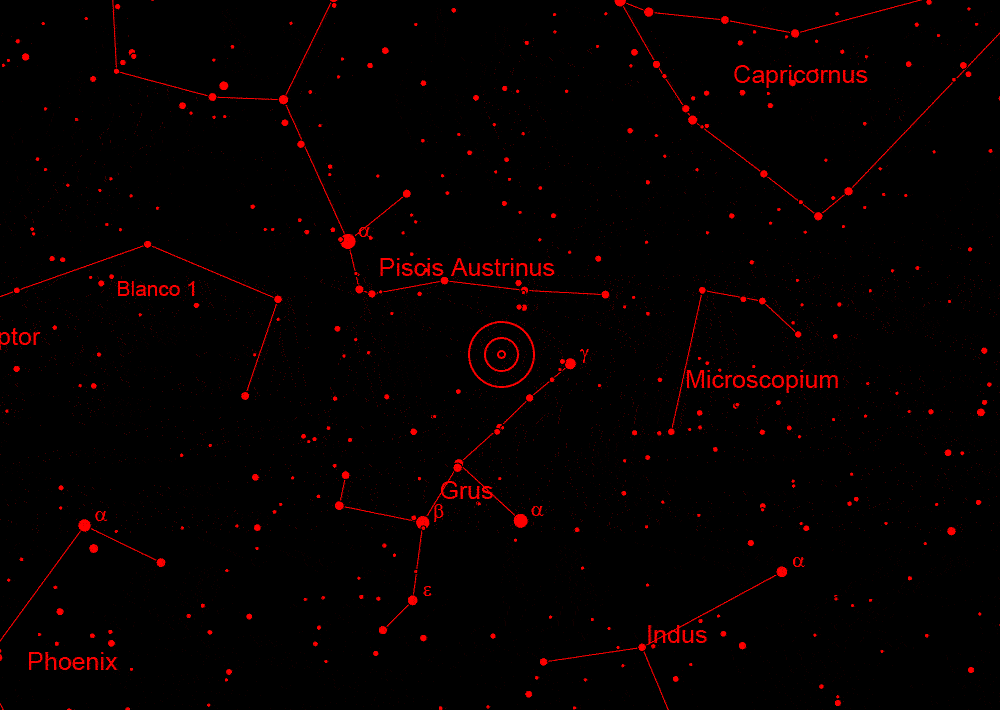 Capricornus
α
Piscis Austrinus
Blanco 1
ptor
γ
Microscopium
Grus
β
α
α
α
ε
Indus
Phoenix